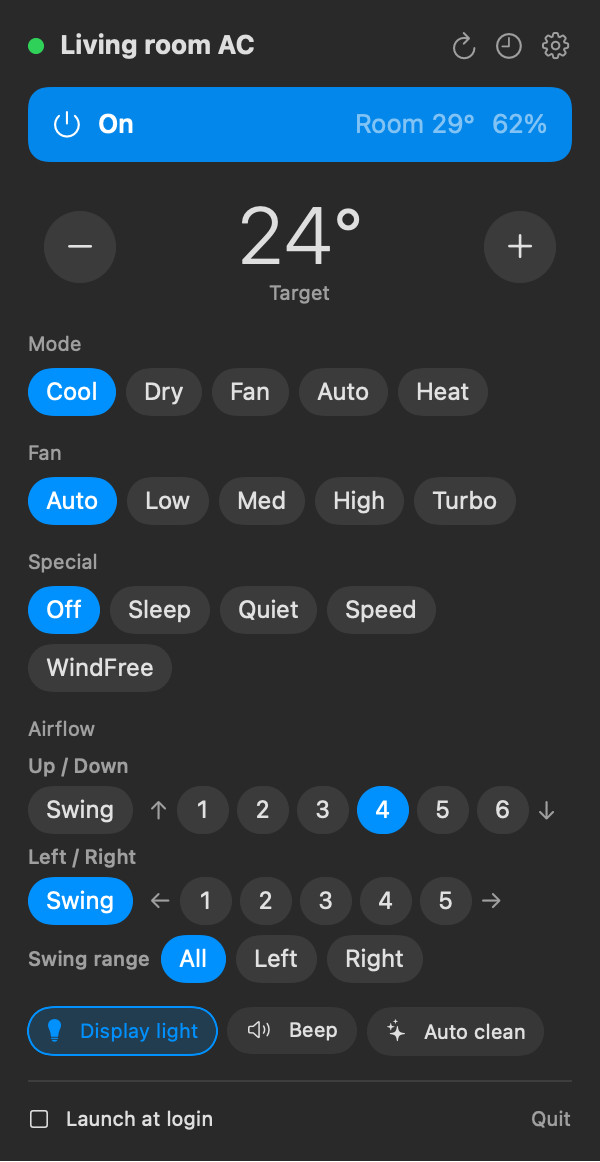 Living room AC
On Room 29° 62%
24°
Target
Mode
Cool Dry Fan Auto Heat
Fan
Auto Low Med High Turbo
Special
Off Sleep Quiet Speed
WindFree
Airflow
Up / Down
Swing ↑ 1 2 3 4 5 6 ↓
Left / Right
Swing ← 1 2 3 4 5 →
Swing range All Left Right
Display light Beep Auto clean
Launch at login Quit